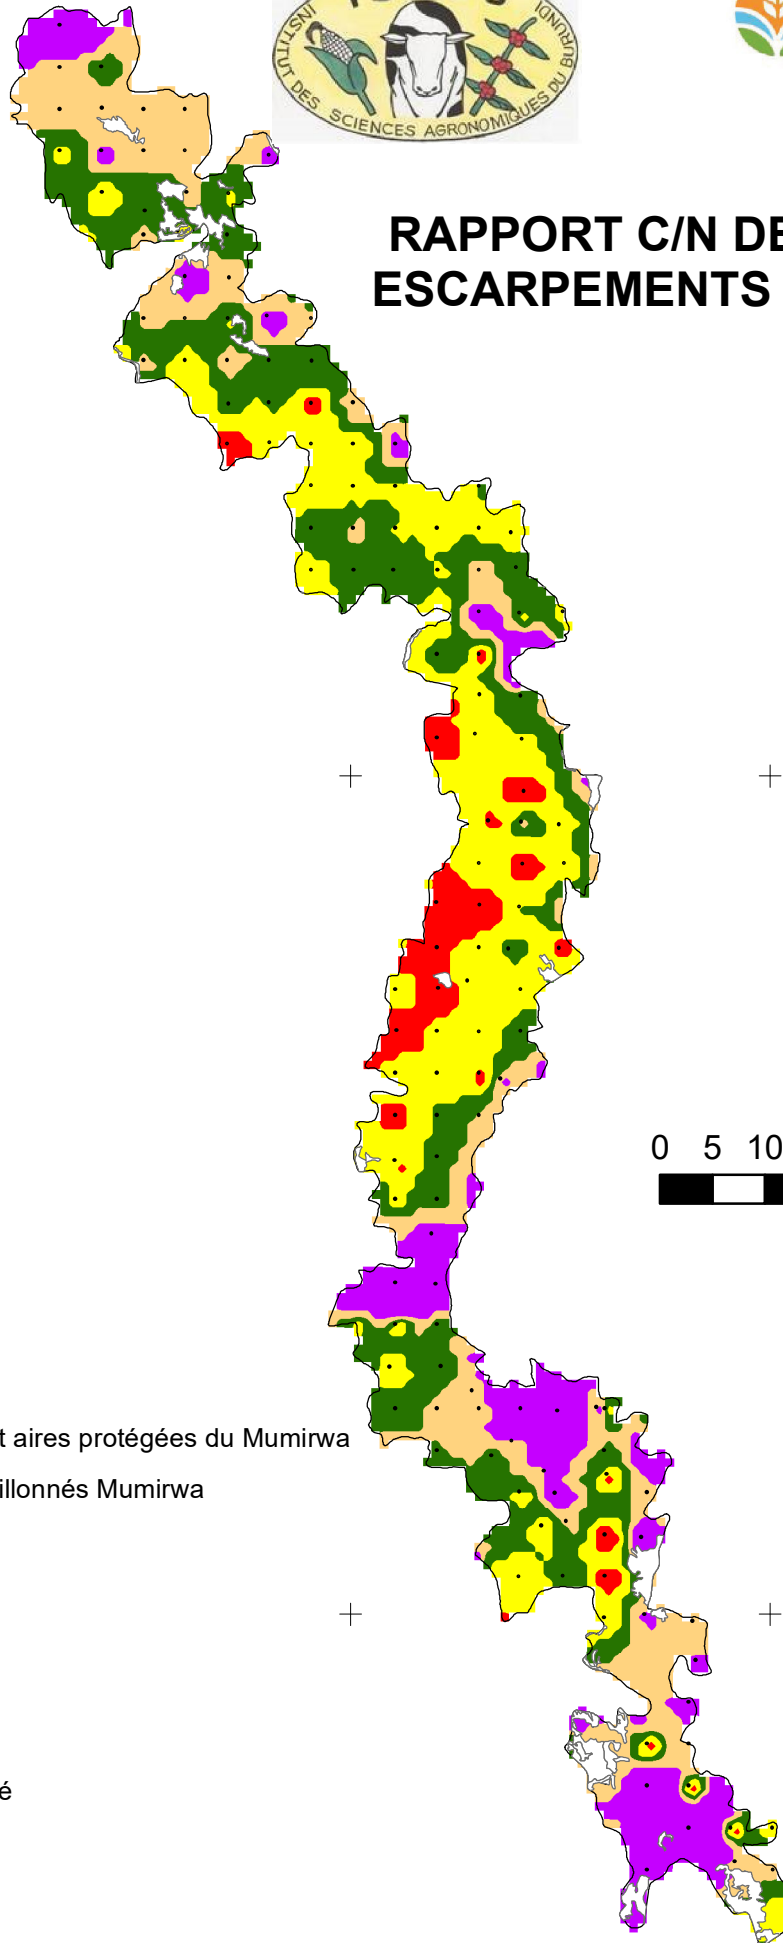 INSTITUT DES SCIENCES AGRONOMIQUES DU BURUNDI
RAPPORT C/N DE
ESCARPEMENTS
0 5 10
t aires protégées du Mumirwa
illonnés Mumirwa
é